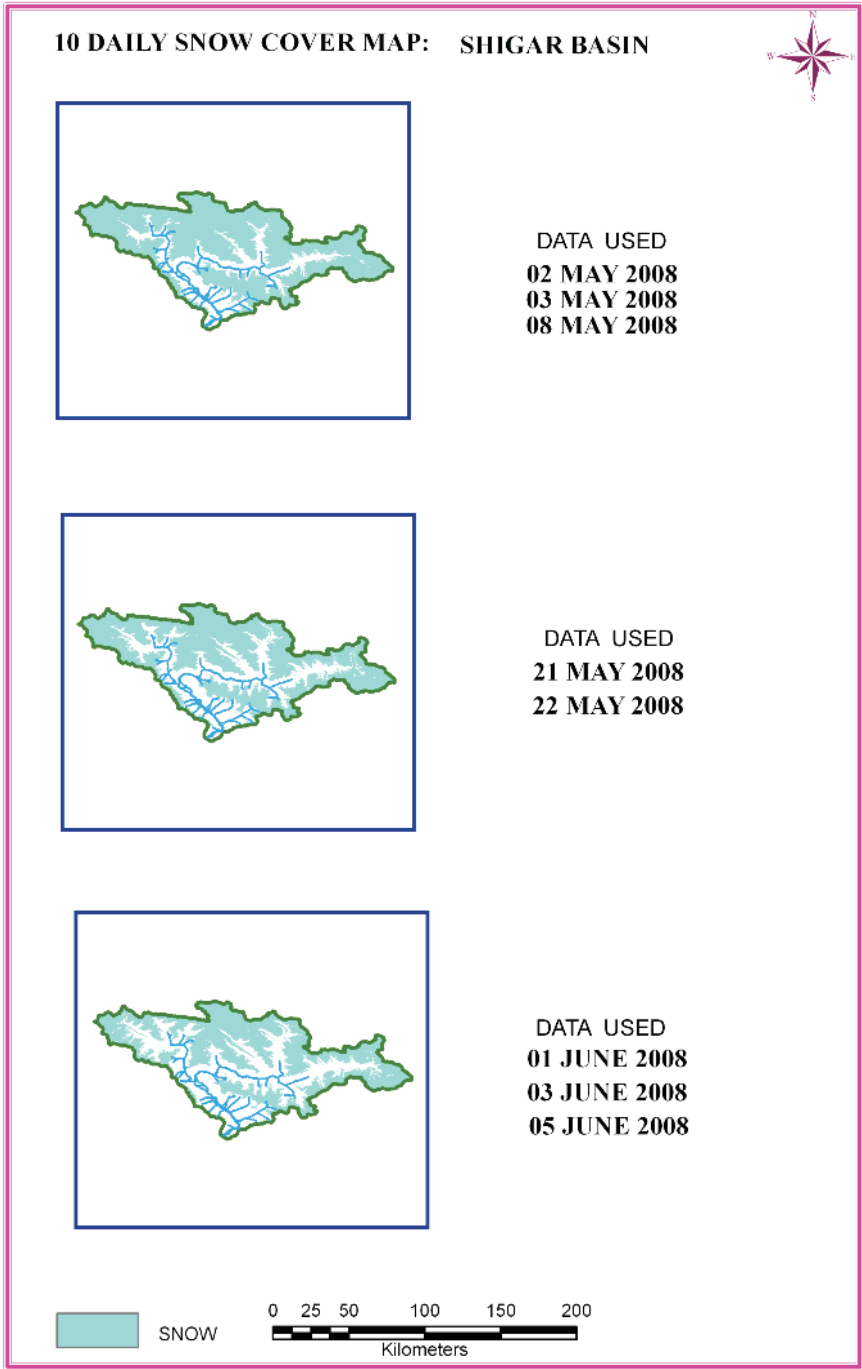 10 DAILY SNOW COVER MAP: SHIGAR BASIN
N
W E
S
DATA USED
02 MAY 2008
03 MAY 2008
08 MAY 2008
DATA USED
21 MAY 2008
22 MAY 2008
DATA USED
01 JUNE 2008
03 JUNE 2008
05 JUNE 2008
SNOW
0 25 50 100 150 200
Kilometers